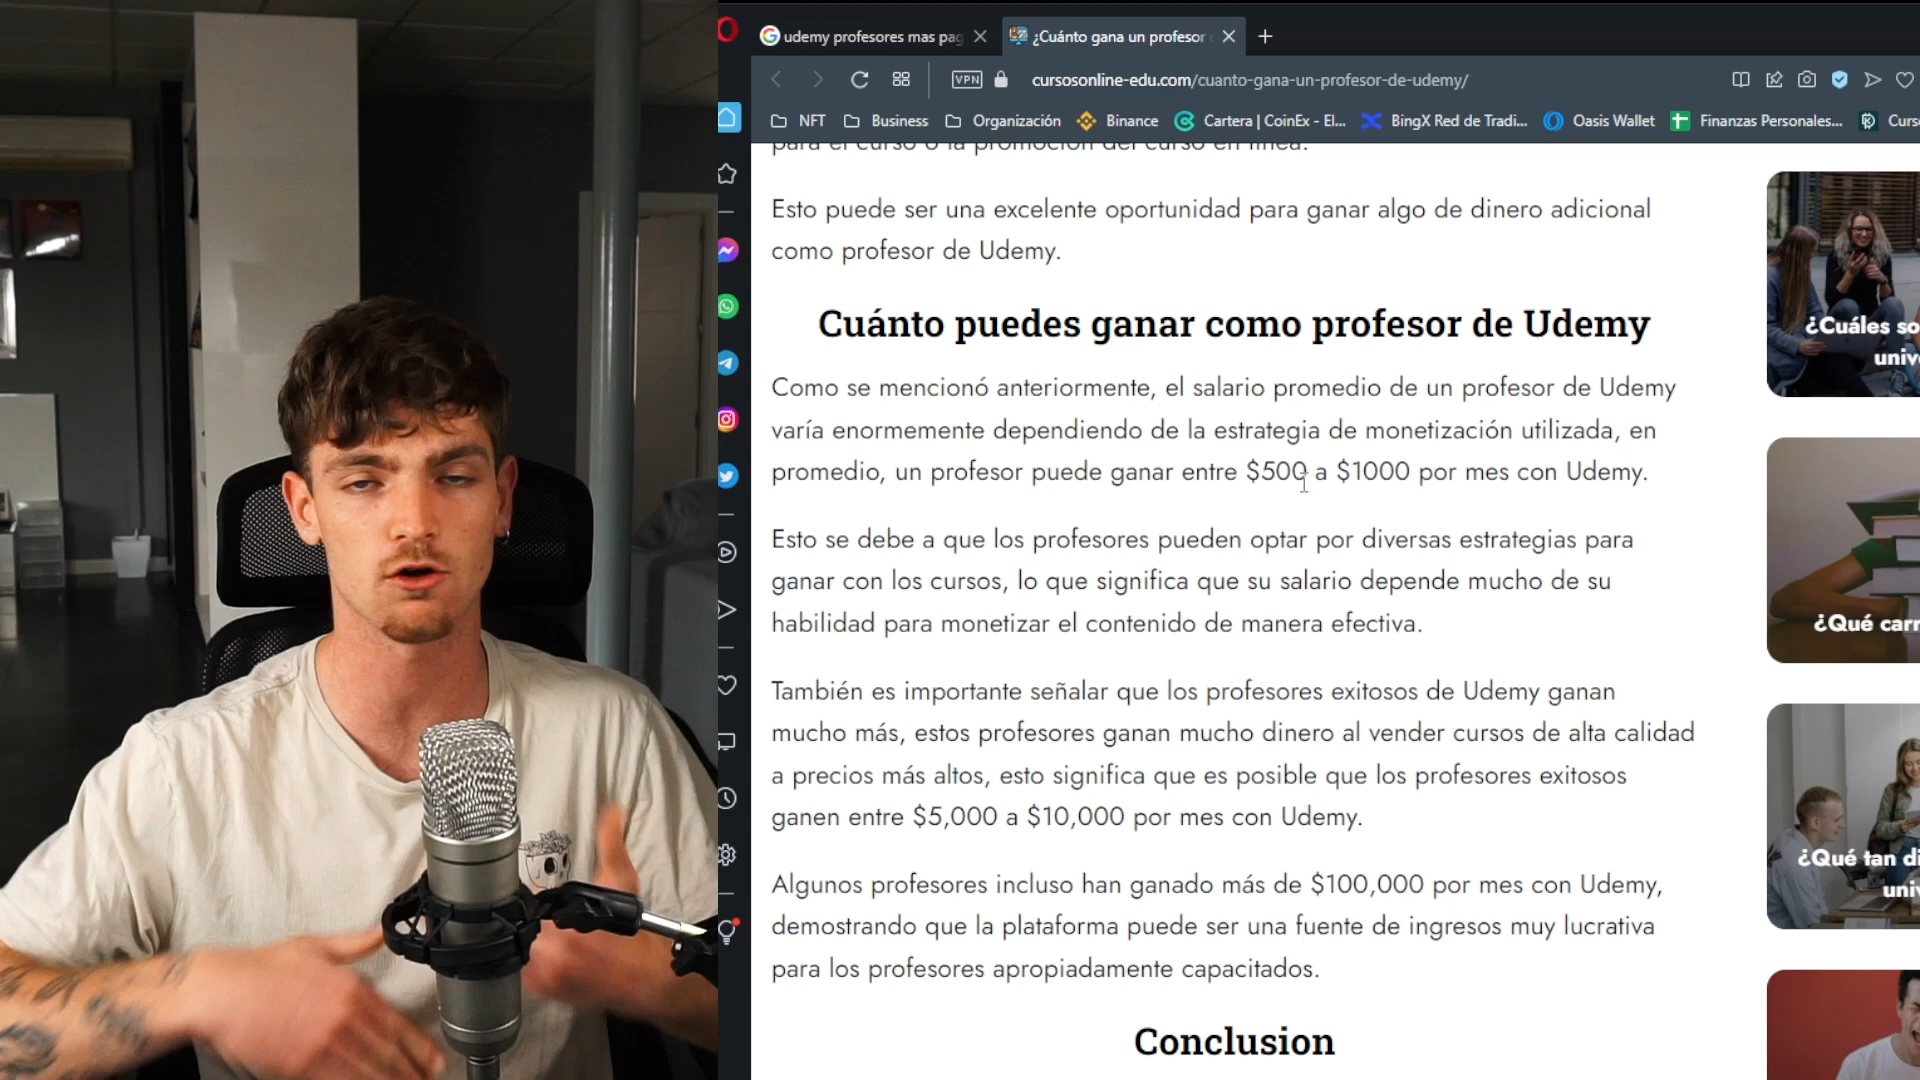 udemy profesores mas pag
¿Cuánto gana un profesor
VPN
cursosonline-edu.com/cuanto-gana-un-profesor-de-udemy/
NFT
Business
Organización
Binance
Cartera | CoinEx - El...
BingX Red de Tradi...
Oasis Wallet
Finanzas Personales...
Curs
para el curso o la promoción del curso en línea.
Esto puede ser una excelente oportunidad para ganar algo de dinero adicional
como profesor de Udemy.
Cuánto puedes ganar como profesor de Udemy
Como se mencionó anteriormente, el salario promedio de un profesor de Udemy
varía enormemente dependiendo de la estrategia de monetización utilizada, en
promedio, un profesor puede ganar entre $500 a $1000 por mes con Udemy.
Esto se debe a que los profesores pueden optar por diversas estrategias para
ganar con los cursos, lo que significa que su salario depende mucho de su
habilidad para monetizar el contenido de manera efectiva.
También es importante señalar que los profesores exitosos de Udemy ganan
mucho más, estos profesores ganan mucho dinero al vender cursos de alta calidad
a precios más altos, esto significa que es posible que los profesores exitosos
ganen entre $5,000 a $10,000 por mes con Udemy.
Algunos profesores incluso han ganado más de $100,000 por mes con Udemy,
demostrando que la plataforma puede ser una fuente de ingresos muy lucrativa
para los profesores apropiadamente capacitados.
Conclusion
¿Cuáles so
univ
¿Qué carr
¿Qué tan di
univ